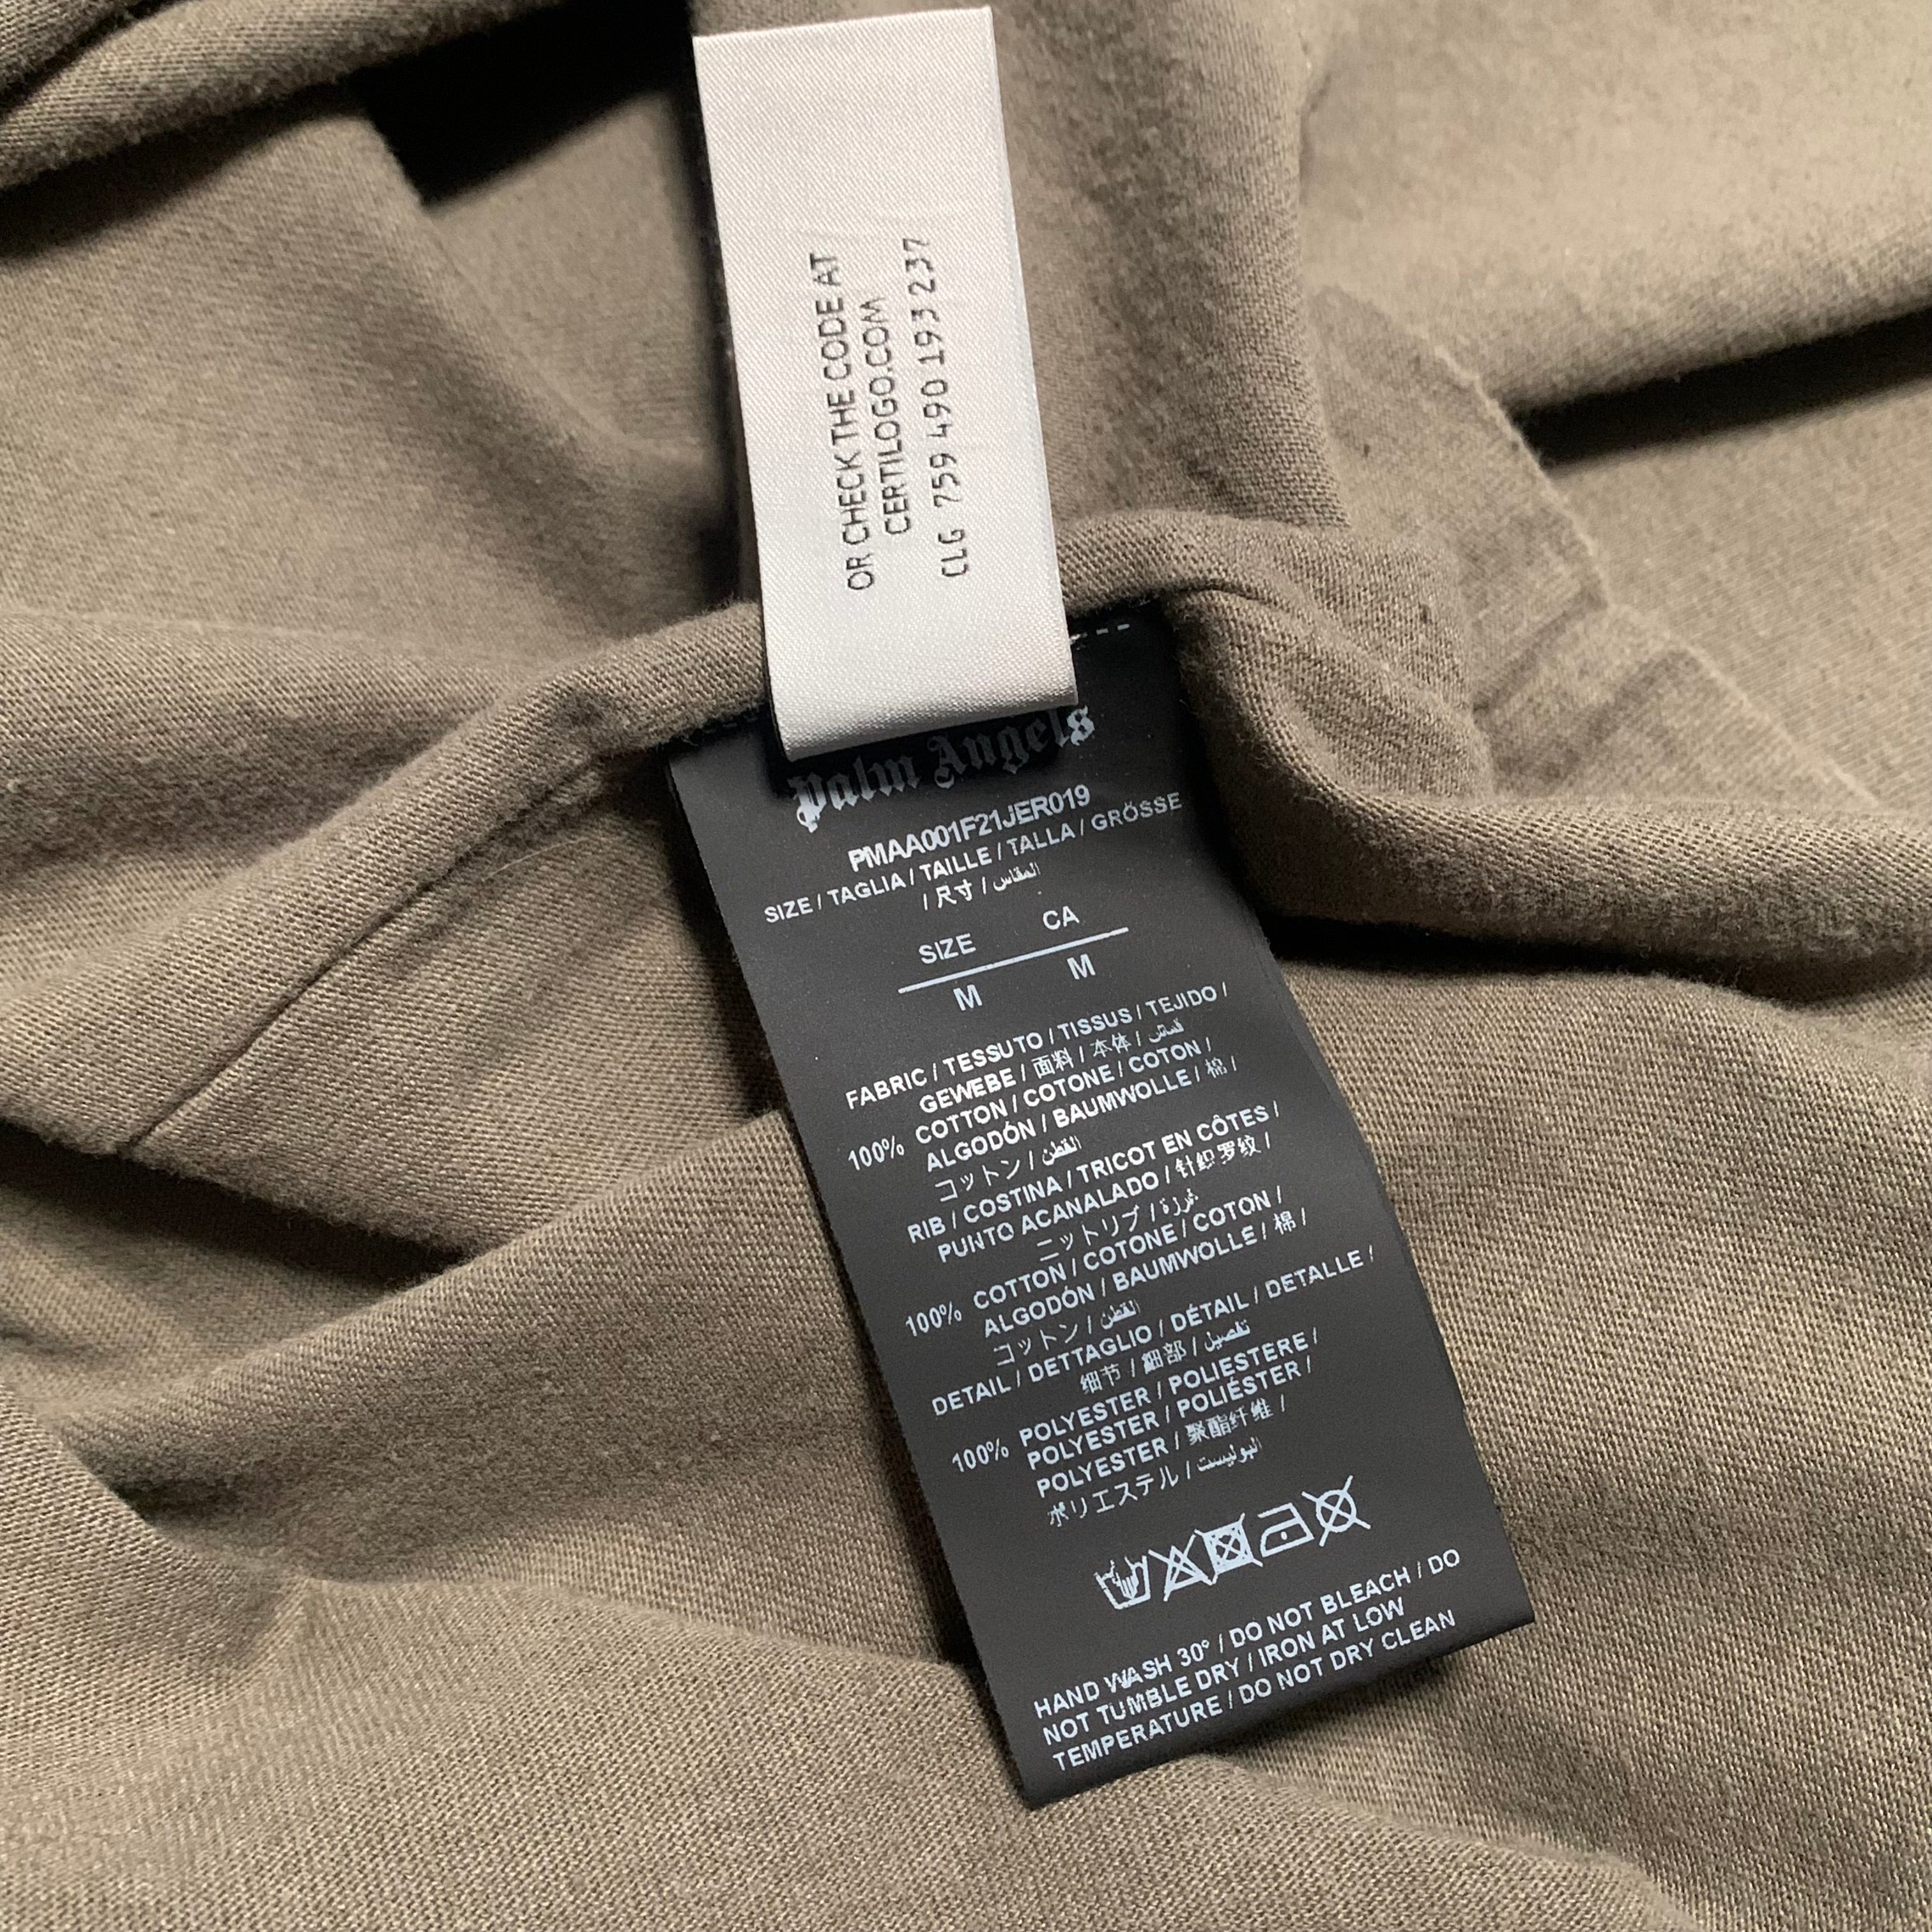 OR CHECK THE CODE AT
CERTILOGO.COM
CLG 759 490 193 237
Palm Angels
PMAA001F21JER019
SIZE / TAGLIA / TAILLE / TALLA / GRÖSSE
/ 尺寸 / المقاس
SIZE CA
M M
FABRIC / TESSUTO / TISSUS / TEJIDO /
GEWEBE / 面料 / 本体 / قماش
100% COTTON / COTONE / COTON /
ALGODÓN / BAUMWOLLE / 棉 /
コットン / القطن
RIB / COSTINA / TRICOT EN CÔTES /
PUNTO ACANALADO / 针织罗纹 /
ニットリブ /
100% COTTON / COTONE / COTON /
ALGODÓN / BAUMWOLLE / 棉 /
コットン / القطن
DETAIL / DETTAGLIO / DÉTAIL / DETALLE /
细节 / 細部 / تفصيل
100% POLYESTER / POLIESTERE /
POLYESTER / POLIÉSTER /
POLYESTER / 聚酯纤维 /
ポリエステル / البوليست
HAND WASH 30° / DO NOT BLEACH / DO
NOT TUMBLE DRY / IRON AT LOW
TEMPERATURE / DO NOT DRY CLEAN